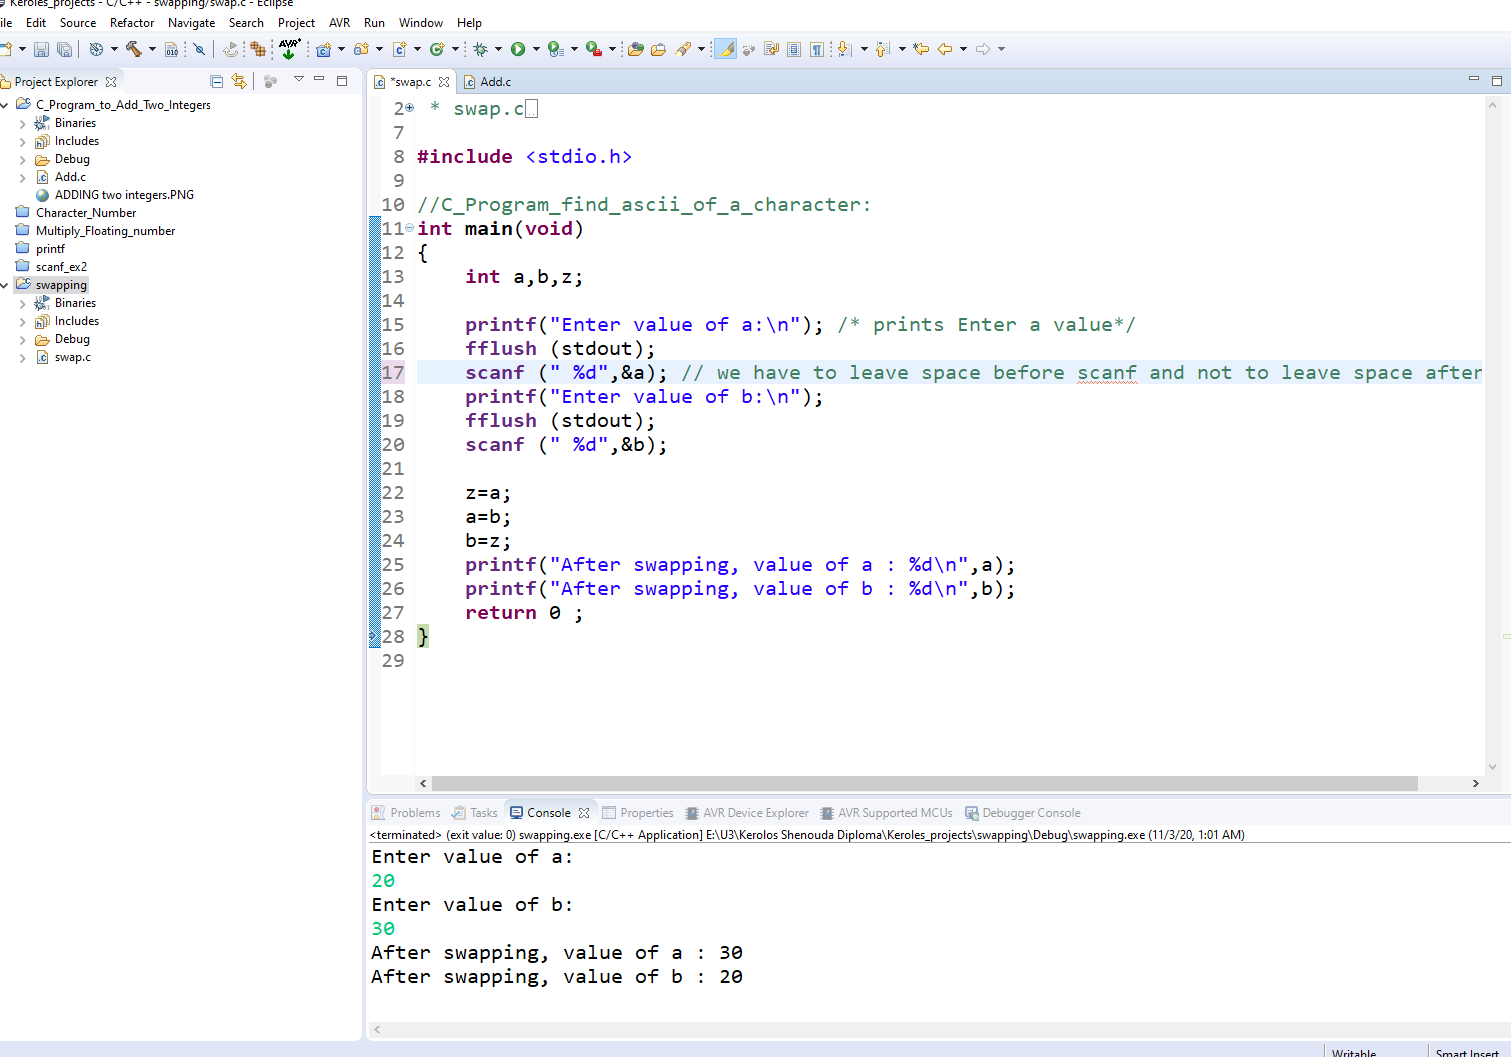 Keroles_projects - C/C++ - swapping/swap.c - Eclipse
ile Edit Source Refactor Navigate Search Project AVR Run Window Help
Project Explorer
C_Program_to_Add_Two_Integers
Binaries
Includes
Debug
Add.c
ADDING two integers.PNG
Character_Number
Multiply_Floating_number
printf
scanf_ex2
swapping
Binaries
Includes
Debug
swap.c
*swap.c Add.c
2 * swap.c
7
8 #include <stdio.h>
9
10 //C_Program_find_ascii_of_a_character:
11 int main(void)
12 {
13 int a,b,z;
14
15 printf("Enter value of a:\n"); /* prints Enter a value*/
16 fflush (stdout);
17 scanf (" %d",&a); // we have to leave space before scanf and not to leave space after
18 printf("Enter value of b:\n");
19 fflush (stdout);
20 scanf (" %d",&b);
21
22 z=a;
23 a=b;
24 b=z;
25 printf("After swapping, value of a : %d\n",a);
26 printf("After swapping, value of b : %d\n",b);
27 return 0 ;
28 }
29
Problems Tasks Console Properties AVR Device Explorer AVR Supported MCUs Debugger Console
<terminated> (exit value: 0) swapping.exe [C/C++ Application] E:\U3\Kerolos Shenouda Diploma\Keroles_projects\swapping\Debug\swapping.exe (11/3/20, 1:01 AM)
Enter value of a:
20
Enter value of b:
30
After swapping, value of a : 30
After swapping, value of b : 20
Writable Smart Insert